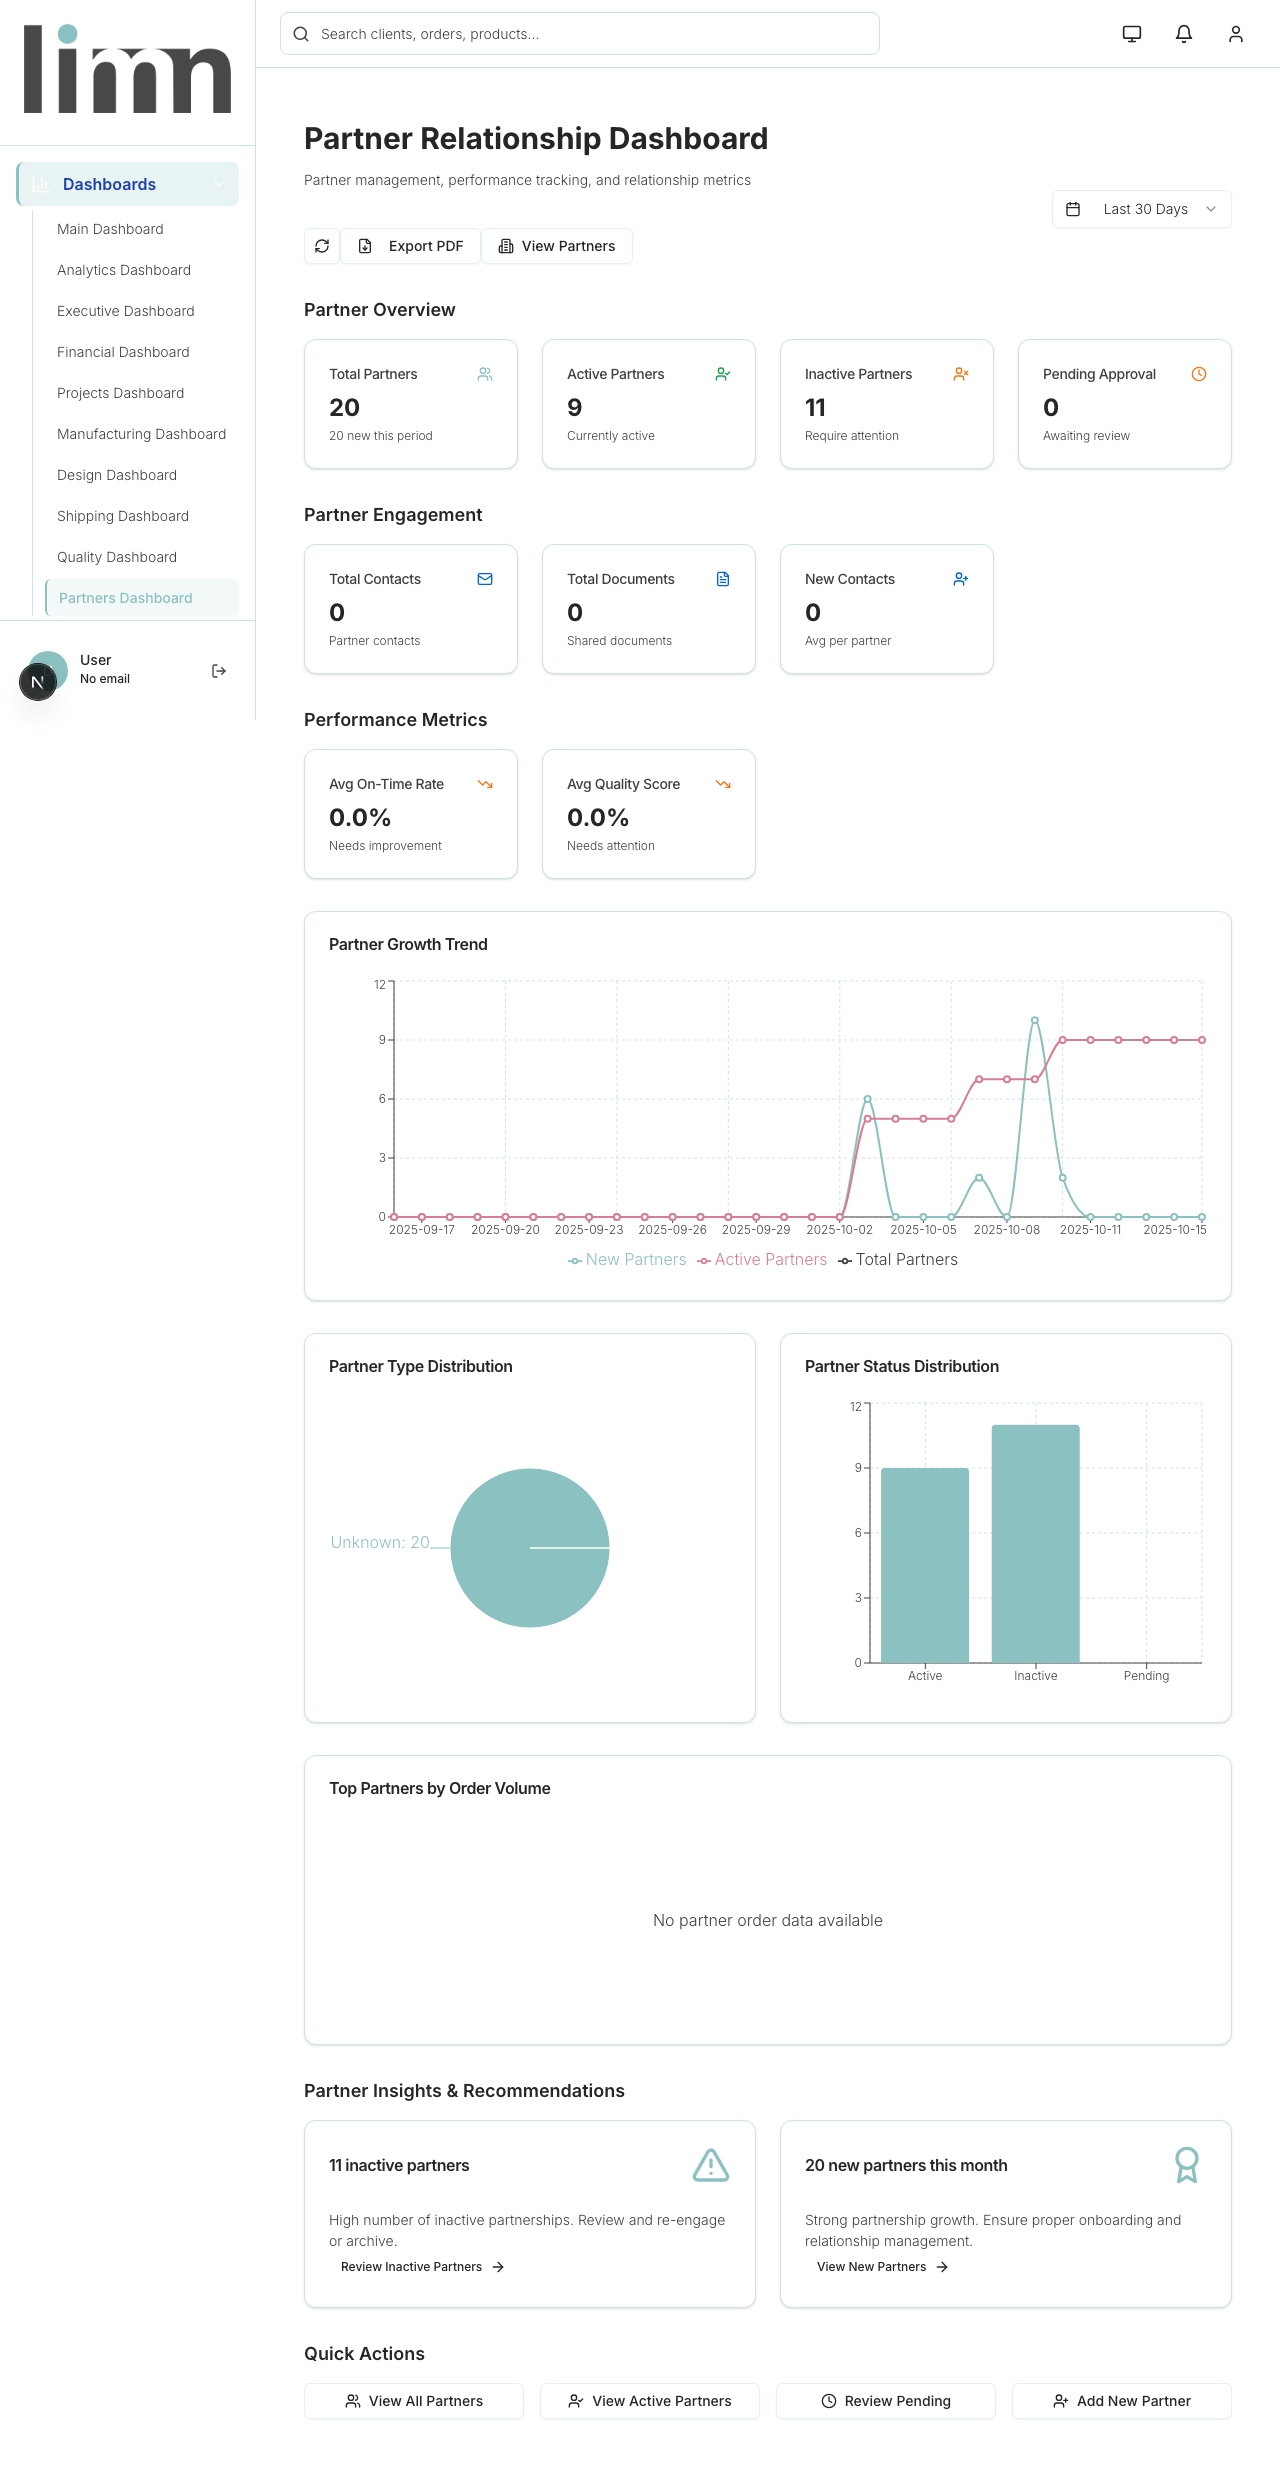 limn
Search clients, orders, products...
Dashboards
Main Dashboard
Analytics Dashboard
Executive Dashboard
Financial Dashboard
Projects Dashboard
Manufacturing Dashboard
Design Dashboard
Shipping Dashboard
Quality Dashboard
Partners Dashboard
N
User
No email
Partner Relationship Dashboard
Partner management, performance tracking, and relationship metrics
Last 30 Days
Export PDF
View Partners
Partner Overview
Total Partners
20
20 new this period
Active Partners
9
Currently active
Inactive Partners
11
Require attention
Pending Approval
0
Awaiting review
Partner Engagement
Total Contacts
0
Partner contacts
Total Documents
0
Shared documents
New Contacts
0
Avg per partner
Performance Metrics
Avg On-Time Rate
0.0%
Needs improvement
Avg Quality Score
0.0%
Needs attention
Partner Growth Trend
12
9
6
3
0
2025-09-17 2025-09-20 2025-09-23 2025-09-26 2025-09-29 2025-10-02 2025-10-05 2025-10-08 2025-10-11 2025-10-15
New Partners Active Partners Total Partners
Partner Type Distribution
Unknown: 20
Partner Status Distribution
12
9
6
3
0
Active Inactive Pending
Top Partners by Order Volume
No partner order data available
Partner Insights & Recommendations
11 inactive partners
High number of inactive partnerships. Review and re-engage
or archive.
Review Inactive Partners
20 new partners this month
Strong partnership growth. Ensure proper onboarding and
relationship management.
View New Partners
Quick Actions
View All Partners
View Active Partners
Review Pending
Add New Partner